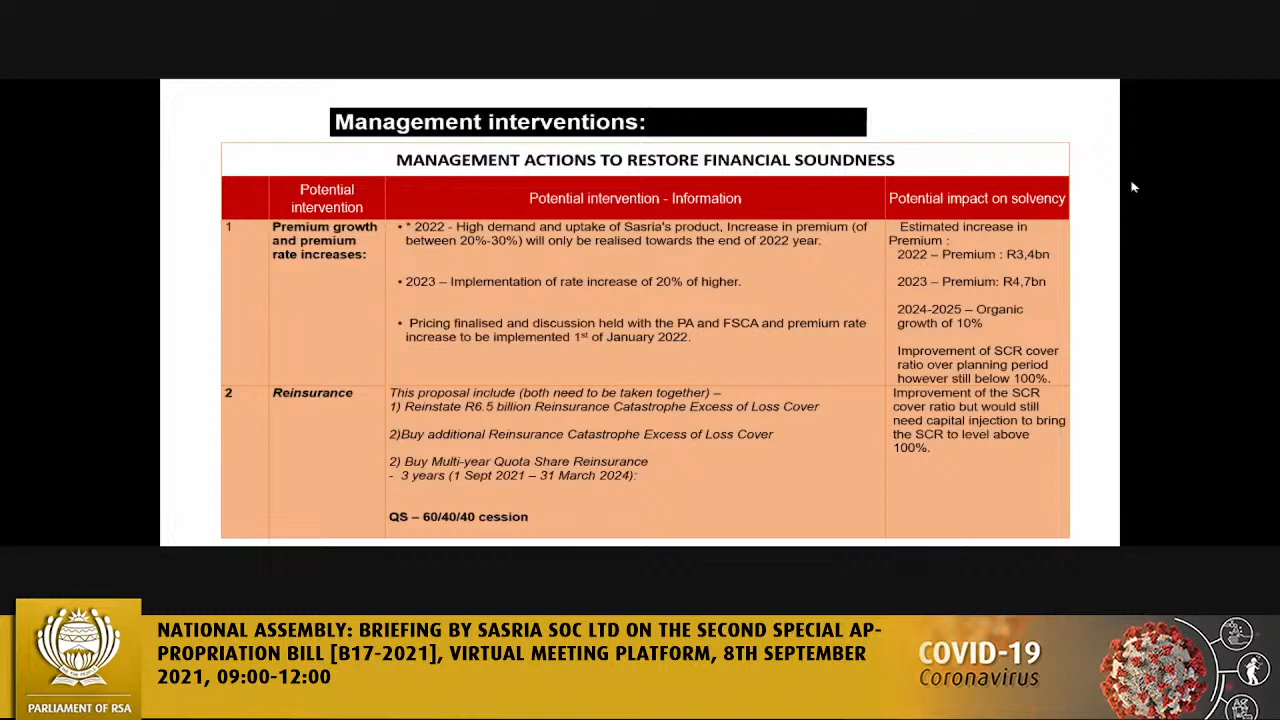 Management interventions:
MANAGEMENT ACTIONS TO RESTORE FINANCIAL SOUNDNESS
Potential
intervention
Potential intervention - Information
Potential impact on solvency
1
Premium growth
and premium
rate increases:
• * 2022 - High demand and uptake of Sasria's product, Increase in premium (of
between 20%-30%) will only be realised towards the end of 2022 year.
• 2023 – Implementation of rate increase of 20% of higher.
• Pricing finalised and discussion held with the PA and FSCA and premium rate
increase to be implemented 1st of January 2022.
Estimated increase in
Premium :
2022 – Premium : R3,4bn
2023 – Premium: R4,7bn
2024-2025 – Organic
growth of 10%
Improvement of SCR cover
ratio over planning period
however still below 100%.
2
Reinsurance
This proposal include (both need to be taken together) –
1) Reinstate R6.5 billion Reinsurance Catastrophe Excess of Loss Cover
2)Buy additional Reinsurance Catastrophe Excess of Loss Cover
2) Buy Multi-year Quota Share Reinsurance
- 3 years (1 Sept 2021 – 31 March 2024):
QS – 60/40/40 cession
Improvement of the SCR
cover ratio but would still
need capital injection to bring
the SCR to level above
100%.
NATIONAL ASSEMBLY: BRIEFING BY SASRIA SOC LTD ON THE SECOND SPECIAL AP-
PROPRIATION BILL [B17-2021], VIRTUAL MEETING PLATFORM, 8TH SEPTEMBER
2021, 09:00-12:00
PARLIAMENT OF RSA
COVID-19
Coronavirus